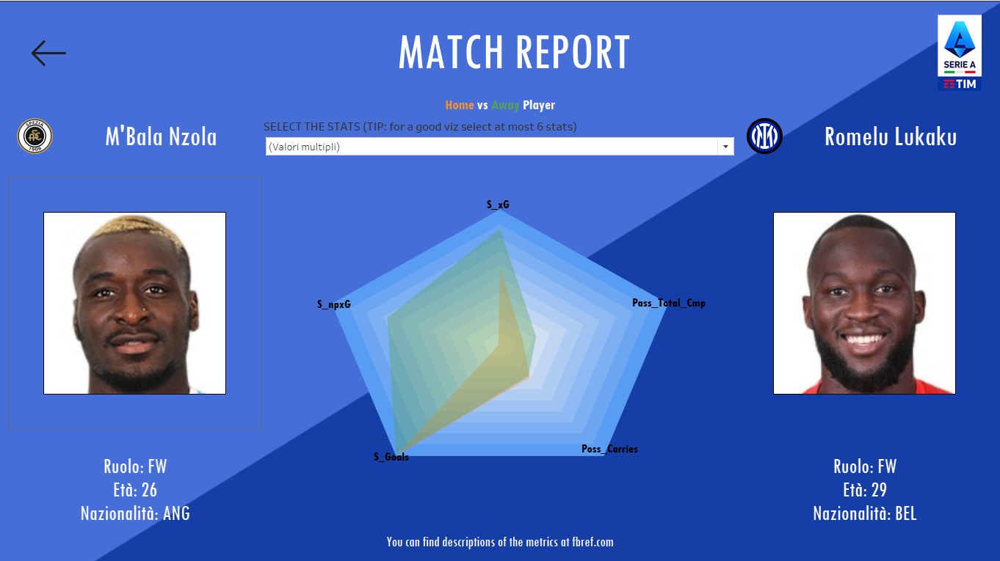 MATCH REPORT
SERIE A
TIM
Home vs Away Player
SELECT THE STATS (TIP: for a good viz select at most 6 stats)
(Valori multipli)
SPEZIA
1906
M'Bala Nzola
Romelu Lukaku
S_xG
S_npxG
Pass_Total_Cmp
Poss_Carries
S_Goals
Ruolo: FW
Età: 26
Nazionalità: ANG
Ruolo: FW
Età: 29
Nazionalità: BEL
You can find descriptions of the metrics at fbref.com